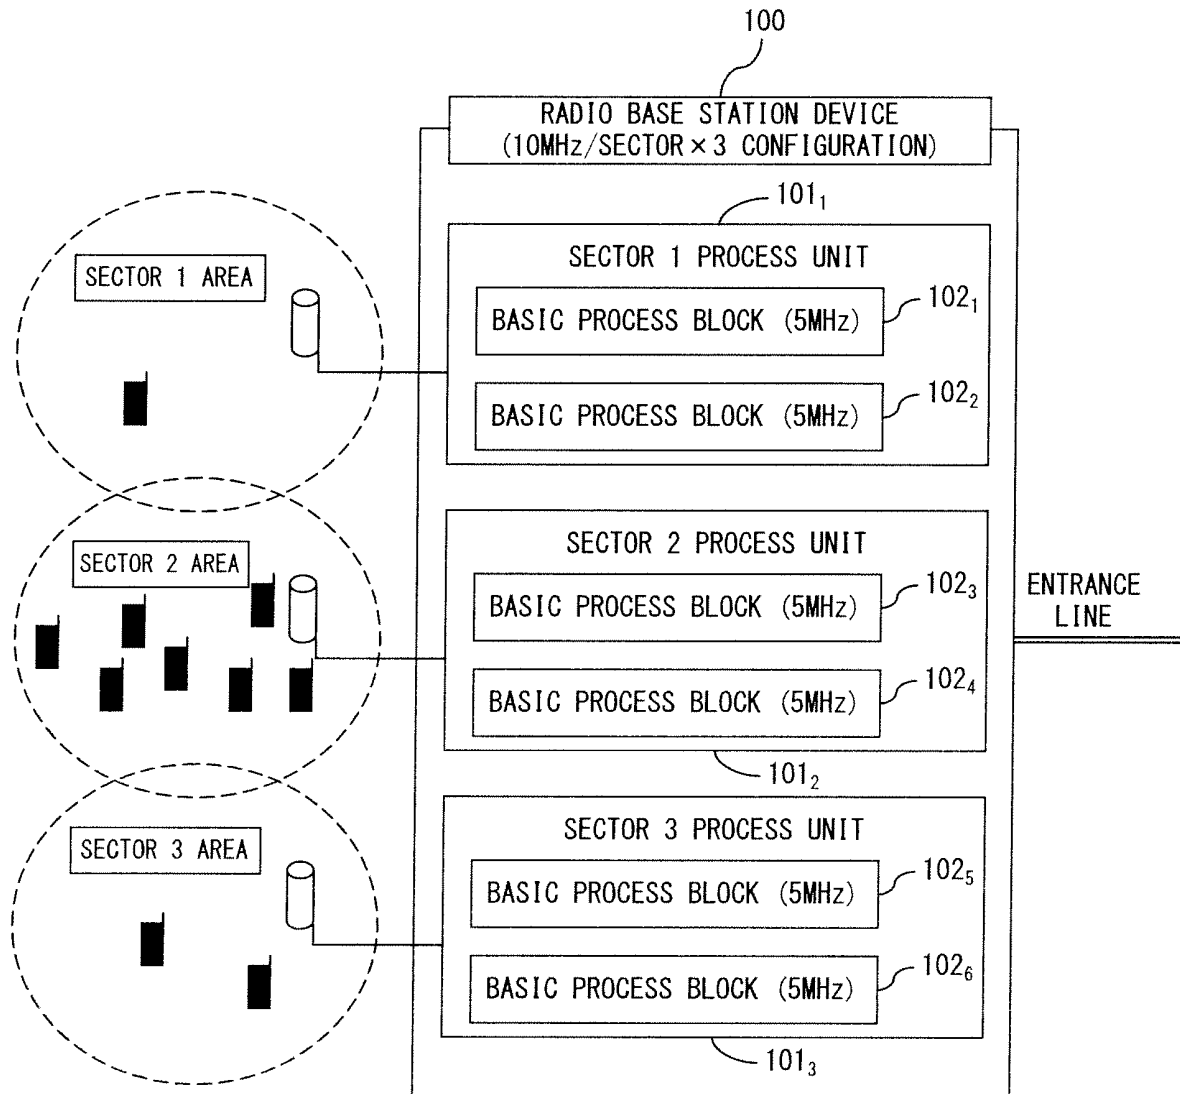 100
RADIO BASE STATION DEVICE
(10MHz/SECTOR×3 CONFIGURATION)
101₁
SECTOR 1 AREA
SECTOR 1 PROCESS UNIT
BASIC PROCESS BLOCK (5MHz)
102₁
BASIC PROCESS BLOCK (5MHz)
102₂
SECTOR 2 AREA
SECTOR 2 PROCESS UNIT
BASIC PROCESS BLOCK (5MHz)
102₃
BASIC PROCESS BLOCK (5MHz)
102₄
ENTRANCE
LINE
101₂
SECTOR 3 AREA
SECTOR 3 PROCESS UNIT
BASIC PROCESS BLOCK (5MHz)
102₅
BASIC PROCESS BLOCK (5MHz)
102₆
101₃